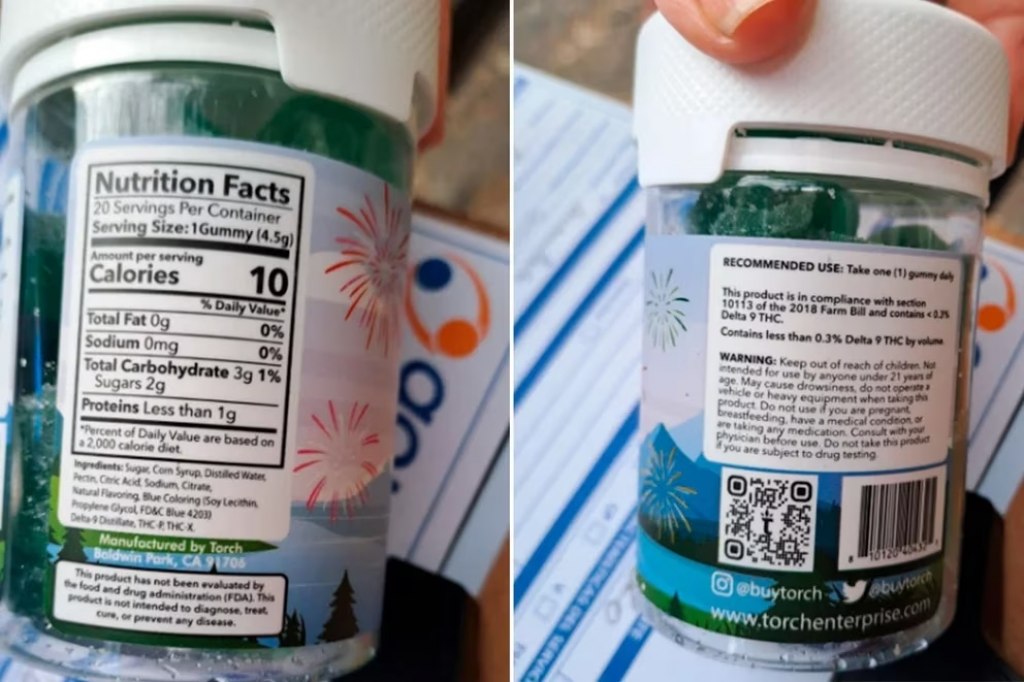 Nutrition Facts
20 Servings Per Container
Serving Size: 1Gummy (4.5g)
Amount per serving
Calories 10
% Daily Value*
Total Fat 0g 0%
Sodium 0mg 0%
Total Carbohydrate 3g 1%
Sugars 2g
Proteins Less than 1g
*Percent of Daily Value are based on
a 2,000 calorie diet.
Ingredients: Sugar, Corn Syrup, Distilled Water,
Pectin, Citric Acid, Sodium, Citrate,
Natural Flavoring, Blue Coloring (Soy Lecithin,
Propylene Glycol, FD&C Blue 4203)
Delta-9 Distillate, THC-P, THC-X.
Manufactured by Torch
Baldwin Park, CA 91706
This product has not been evaluated by
the food and drug administration (FDA). This
product is not intended to diagnose, treat,
cure, or prevent any disease.
RECOMMENDED USE: Take one (1) gummy daily
This product is in compliance with section
10113 of the 2018 Farm Bill and contains < 0.3%
Delta 9 THC.
Contains less than 0.3% Delta 9 THC by volume.
WARNING: Keep out of reach of children. Not
intended for use by anyone under 21 years of
age. May cause drowsiness, do not operate a
vehicle or heavy equipment when taking this
product. Do not use if you are pregnant,
breastfeeding, have a medical condition, or
are taking any medication. Consult with your
physician before use. Do not take this product
if you are subject to drug testing.
@buytorch @buytorch
www.torchenterprise.com